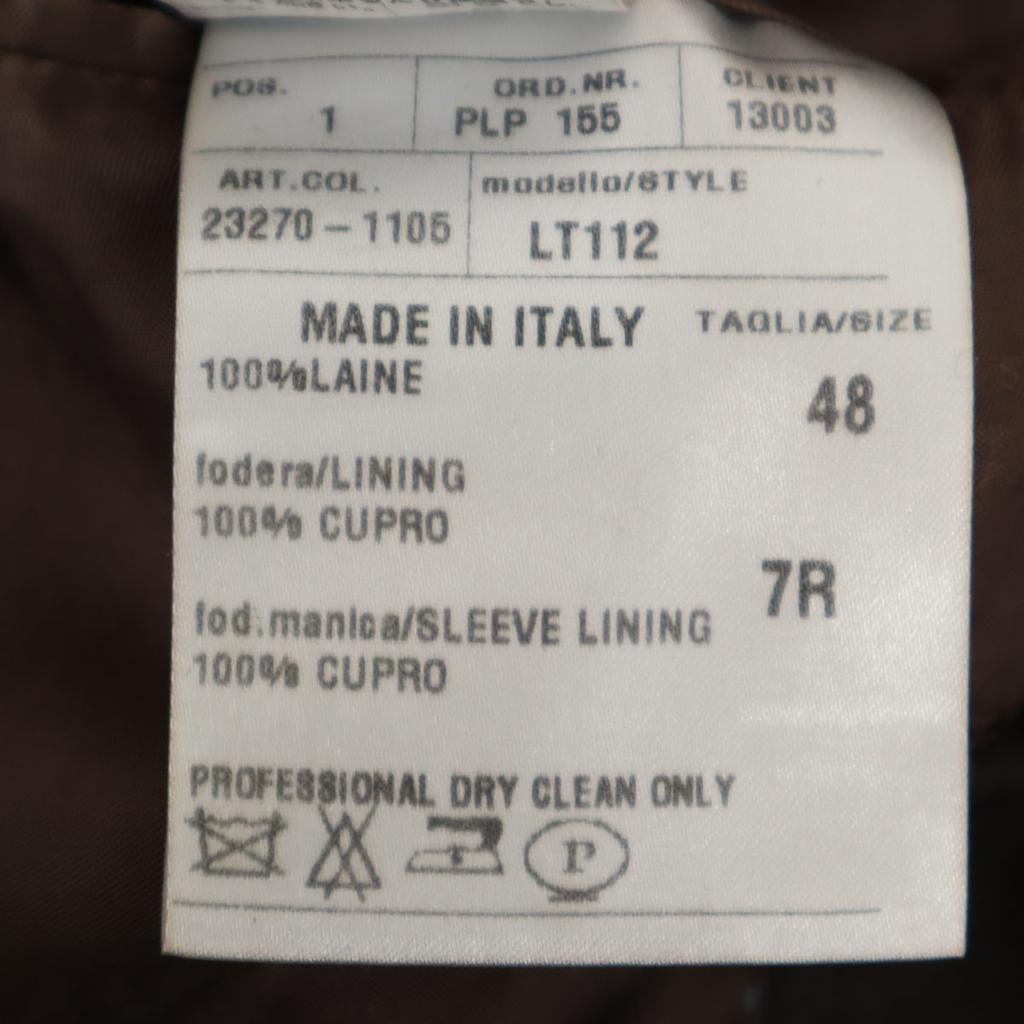 POS. ORD.NR. CLIENT
1 PLP 155 13003
ART.COL. modello/STYLE
23270-1105 LT112
MADE IN ITALY TAGLIA/SIZE
100%LAINE 48
fodera/LINING
100% CUPRO
7R
fod.manica/SLEEVE LINING
100% CUPRO
PROFESSIONAL DRY CLEAN ONLY
P